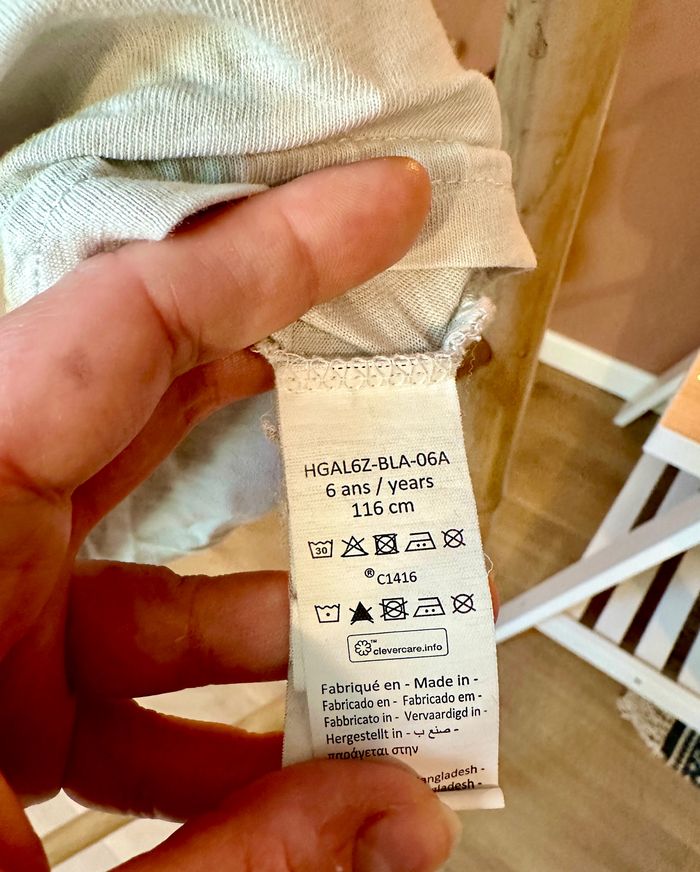 HGAL6Z-BLA-06A
6 ans / years
116 cm
30
® C1416
™ clevercare.info
Fabriqué en - Made in -
Fabricado en - Fabricado em -
Fabbricato in - Vervaardigd in -
Hergestellt in - صنع ب -
παράγεται στην